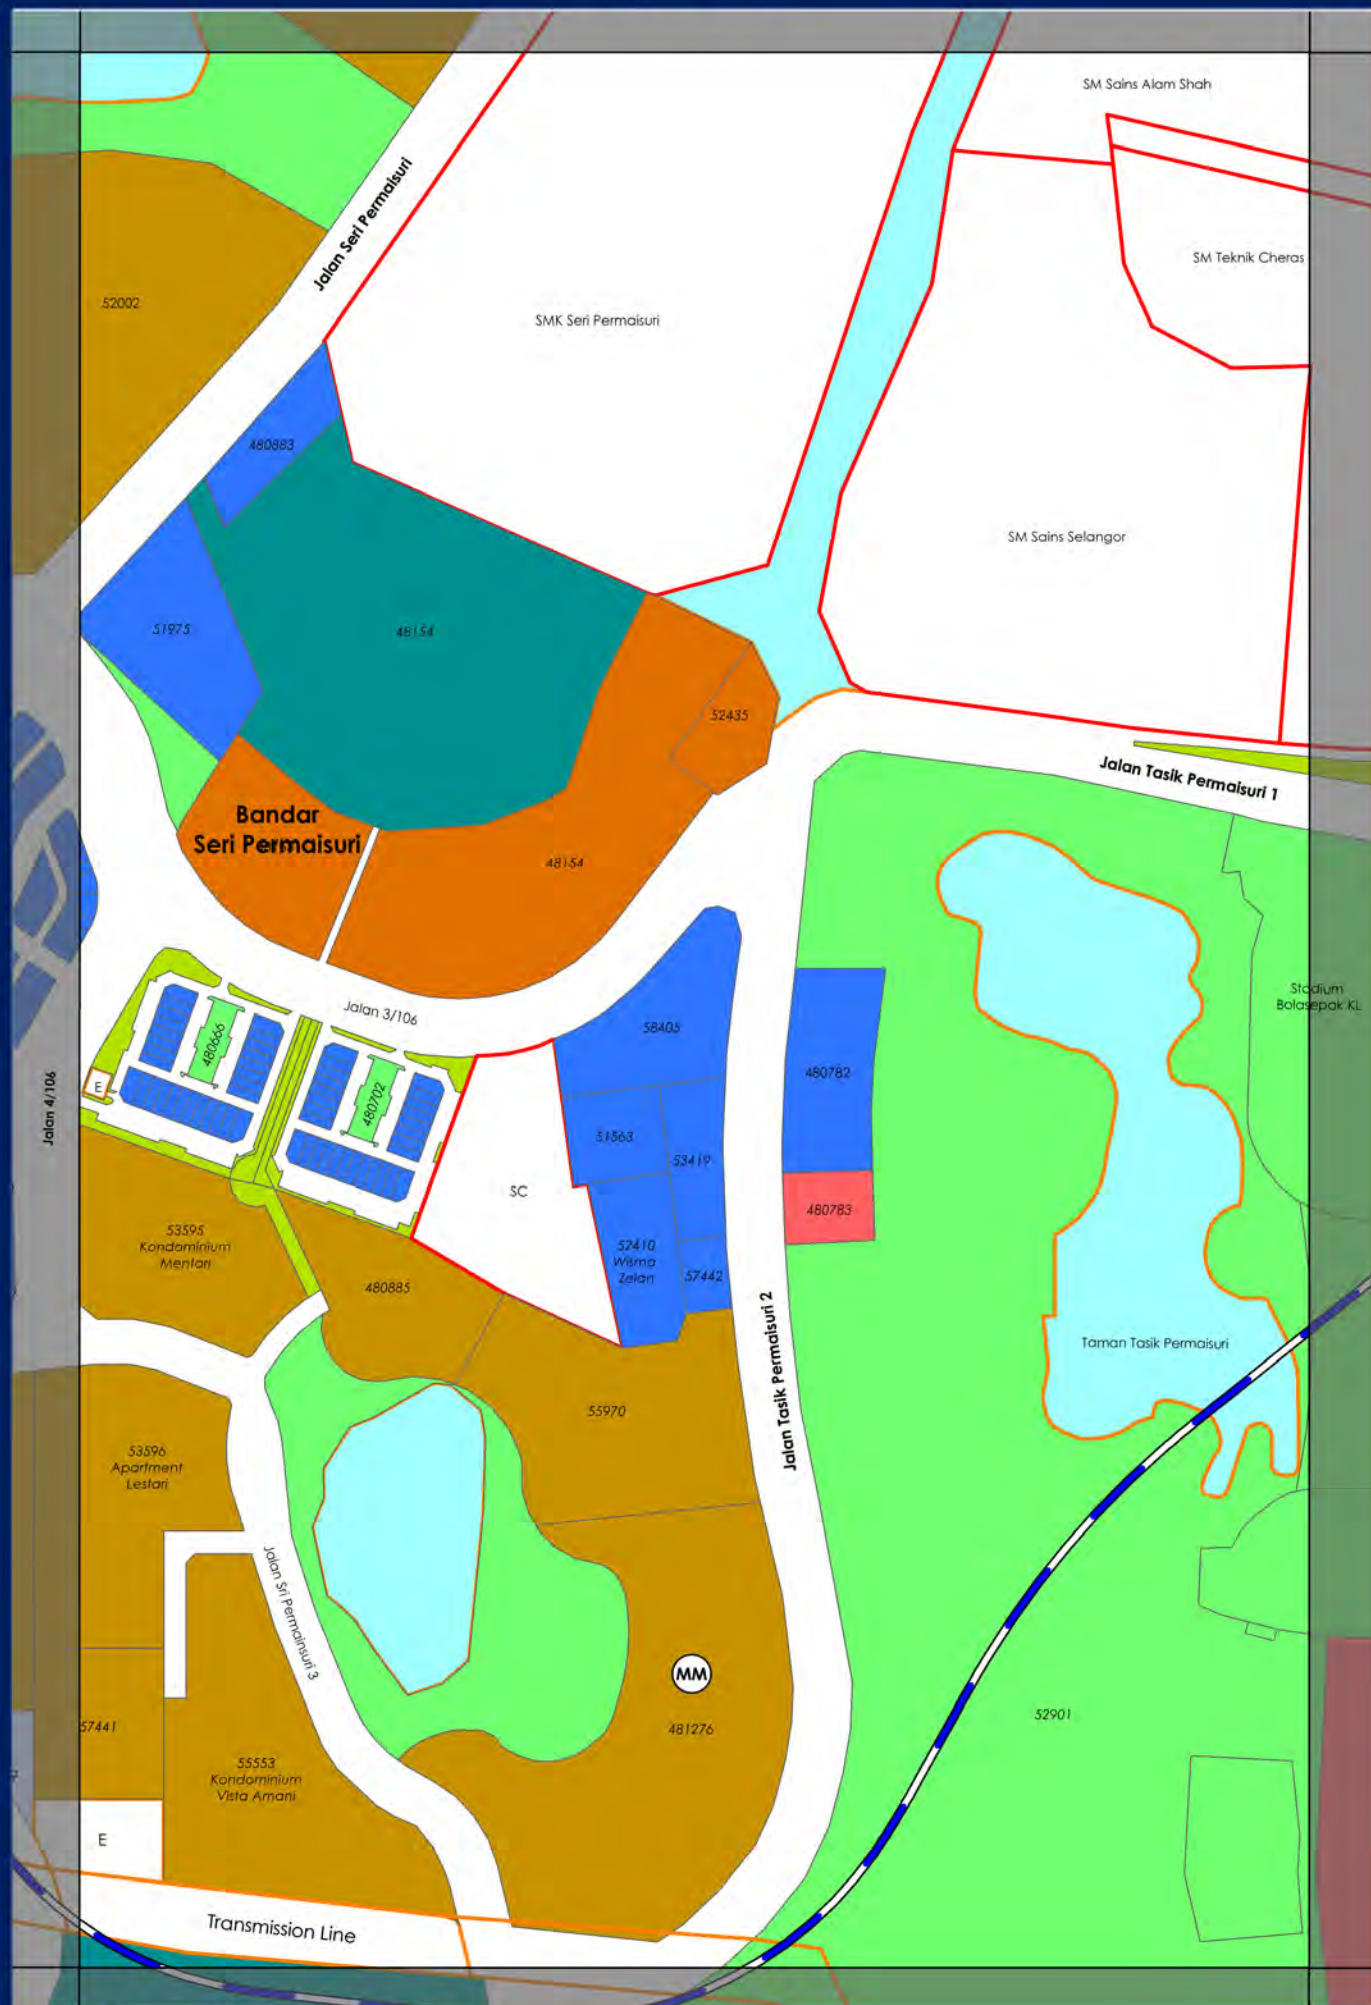 SM Sains Alam Shah
Jalan Seri Permaisuri
SM Teknik Cheras
52002
SMK Seri Permaisuri
480883
SM Sains Selangor
51975
48154
52435
Jalan Tasik Permaisuri 1
Bandar
Seri Permaisuri
48154
Stadium
Bolasepak KL
Jalan 3/106
58405
480666
480782
E
480702
Jalan 4/106
51563
53419
SC
480783
53595
Kondominium
Mentari
52410
Wisma
Zelan
57442
480885
Jalan Tasik Permaisuri 2
Taman Tasik Permaisuri
55970
53596
Apartment
Lestari
Jalan Sri Permainsuri 3
MM
481276
52901
57441
55553
Kondominium
Vista Amani
E
Transmission Line